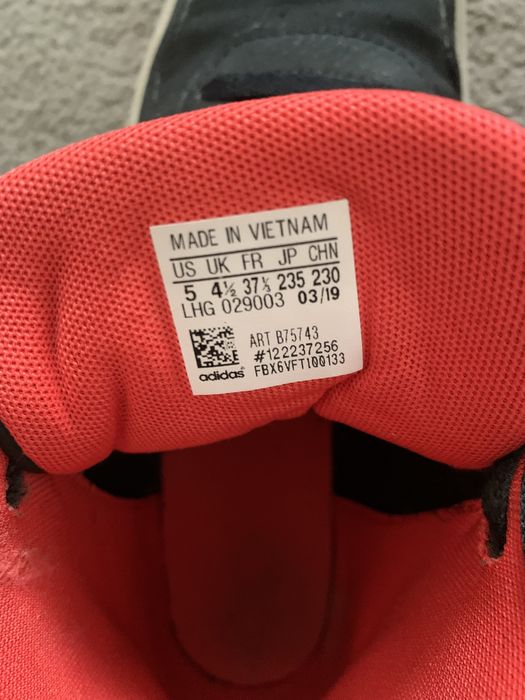 MADE IN VIETNAM
US UK FR JP CHN
5 4½ 37⅓ 235 230
LHG 029003 03/19
ART B75743
#122237256
adidas FBX6VFT100133